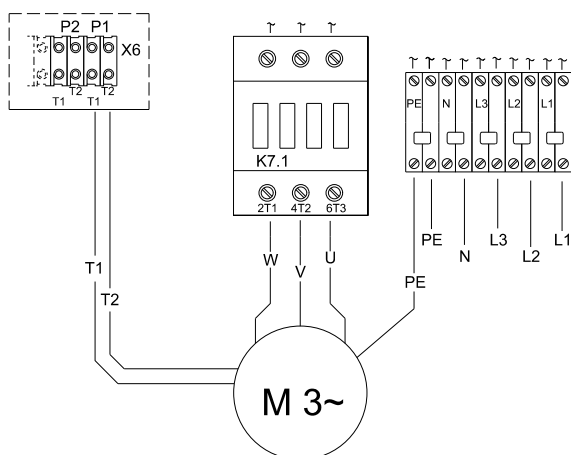 P2 P1
X6
T2 T2
T1 T1
K7.1
2T1 4T2 6T3
PE N L3 L2 L1
W V U
PE N L3 L2 L1
PE
T1
T2
M 3~